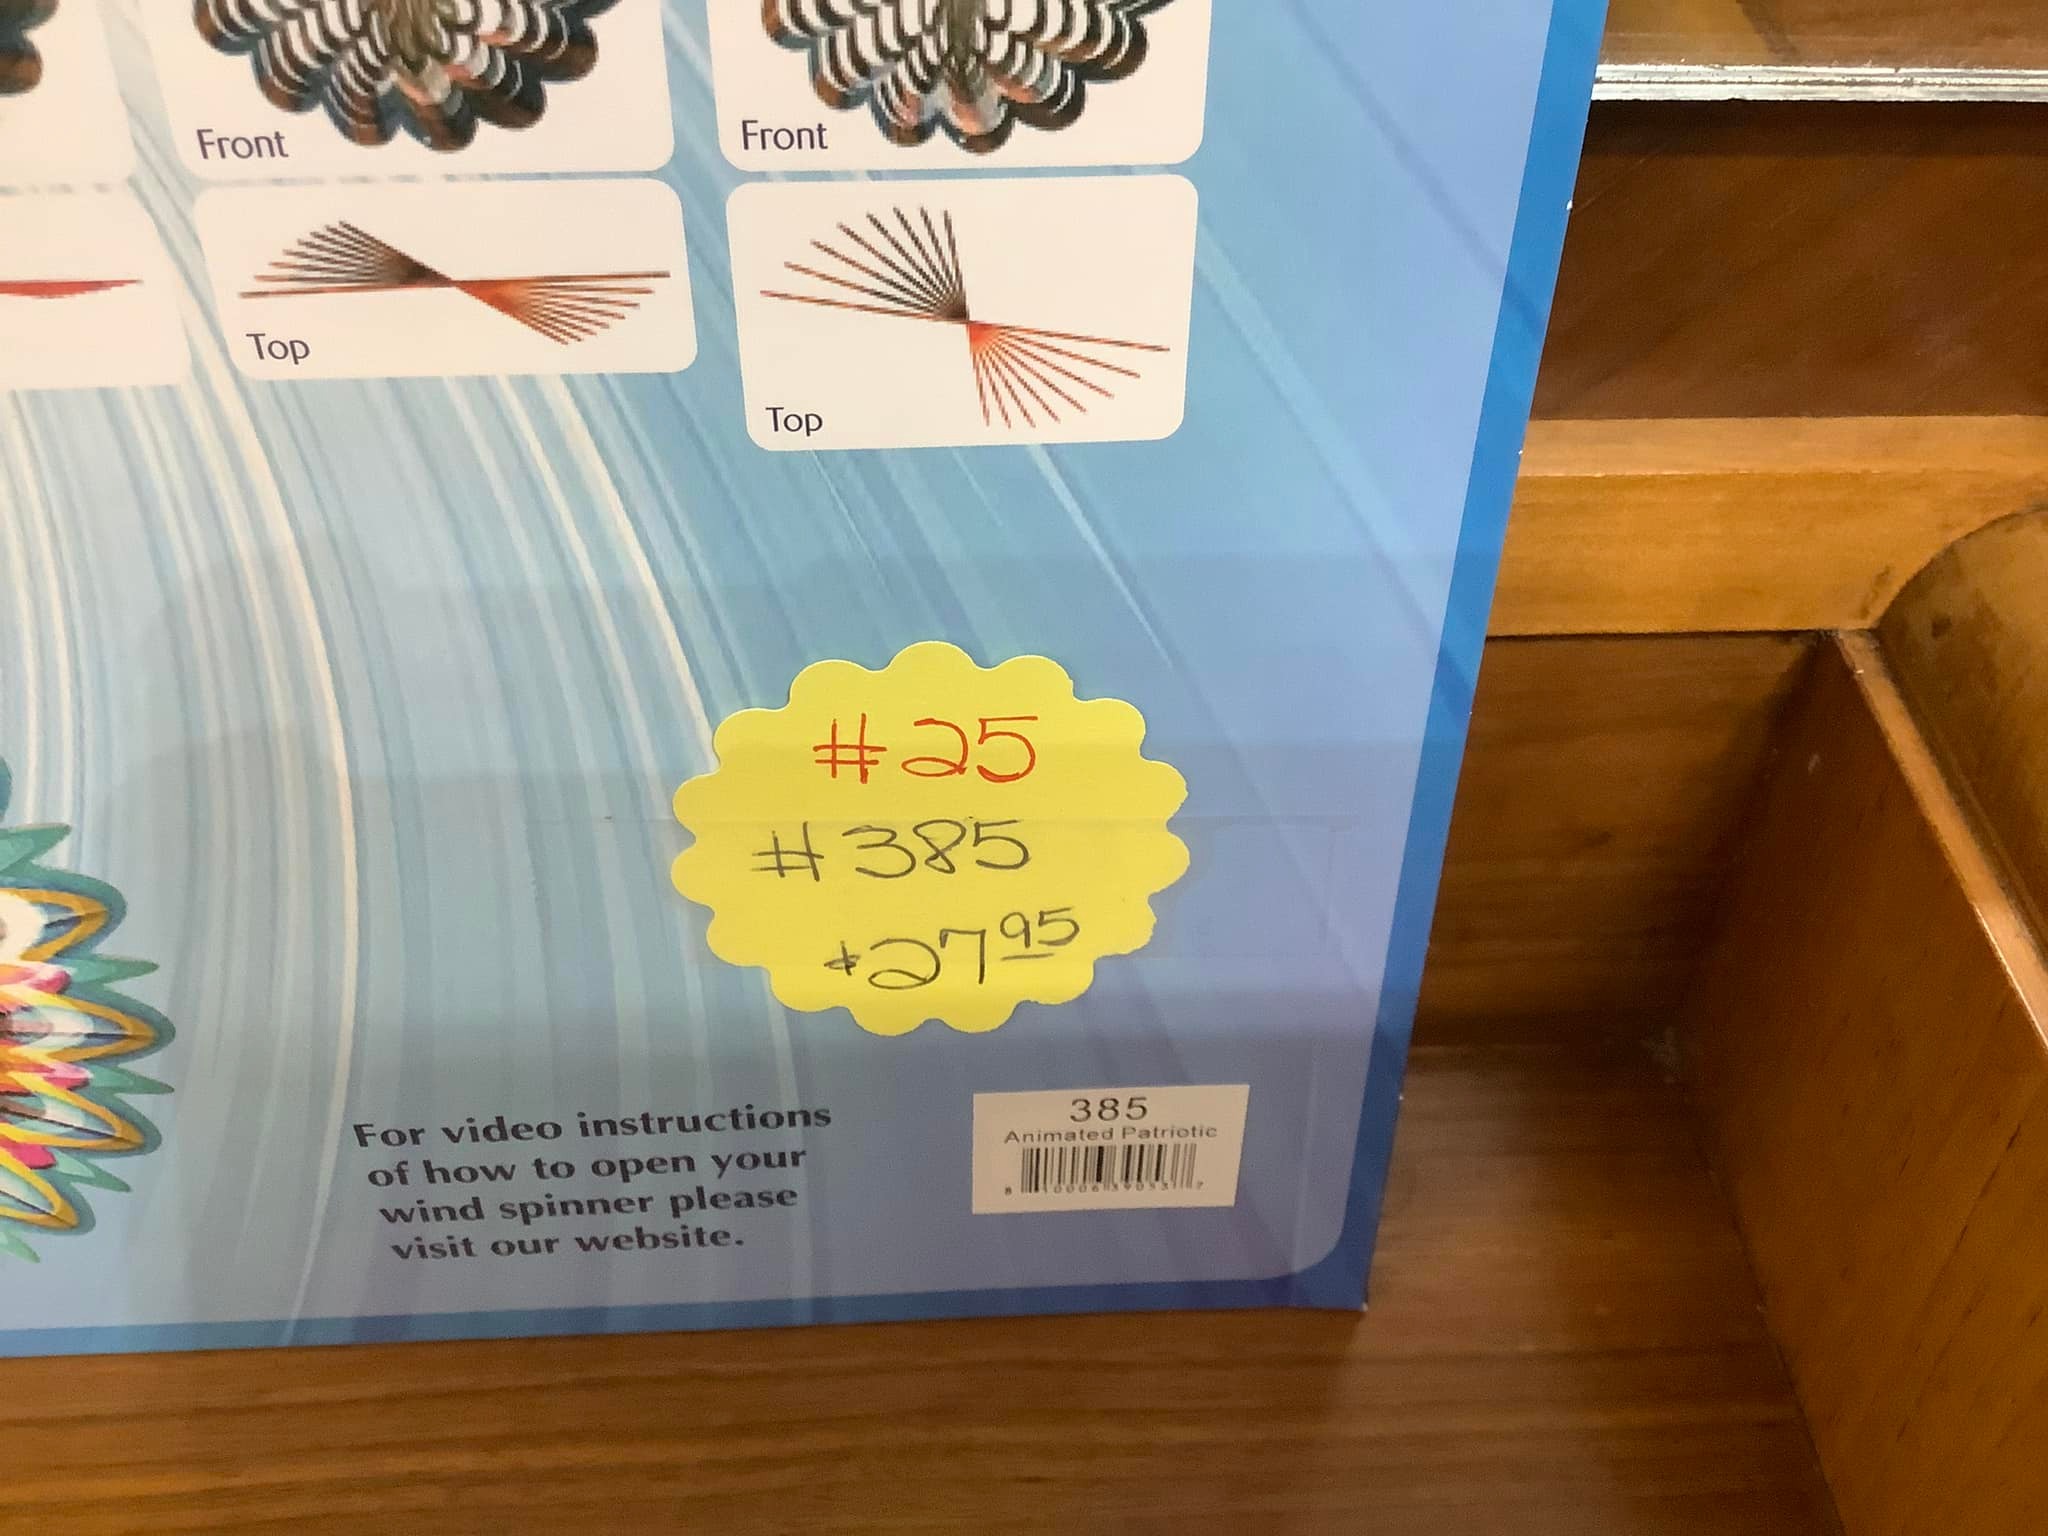 Front
Front
Top
Top
#25
#385
$27 95
For video instructions
of how to open your
wind spinner please
visit our website.
385
Animated Patriotic